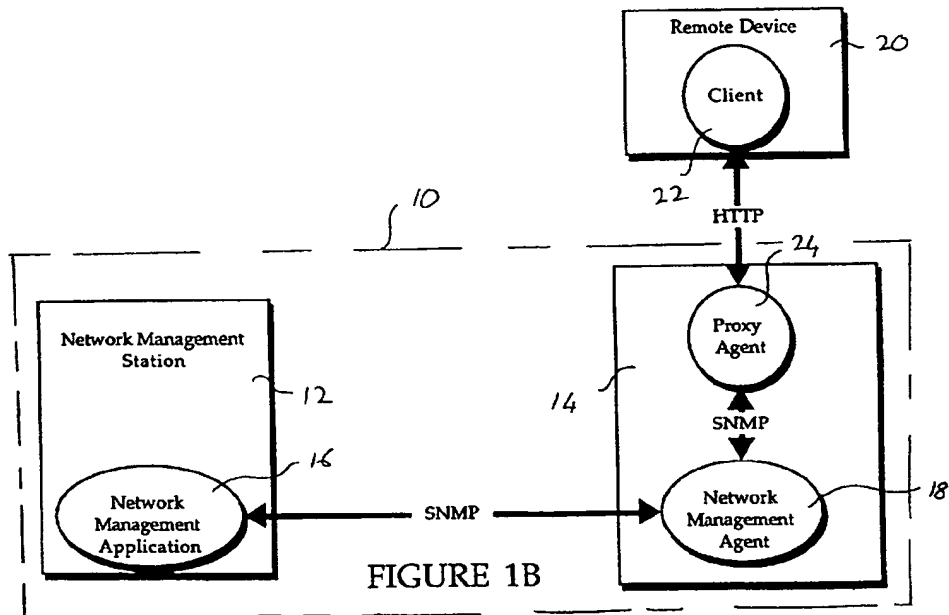 Remote Device
20
Client
22
HTTP
10
24
Network Management
Station
12
Proxy
Agent
14
SNMP
16
Network
Management
Application
SNMP
Network
Management
Agent
18
FIGURE 1B